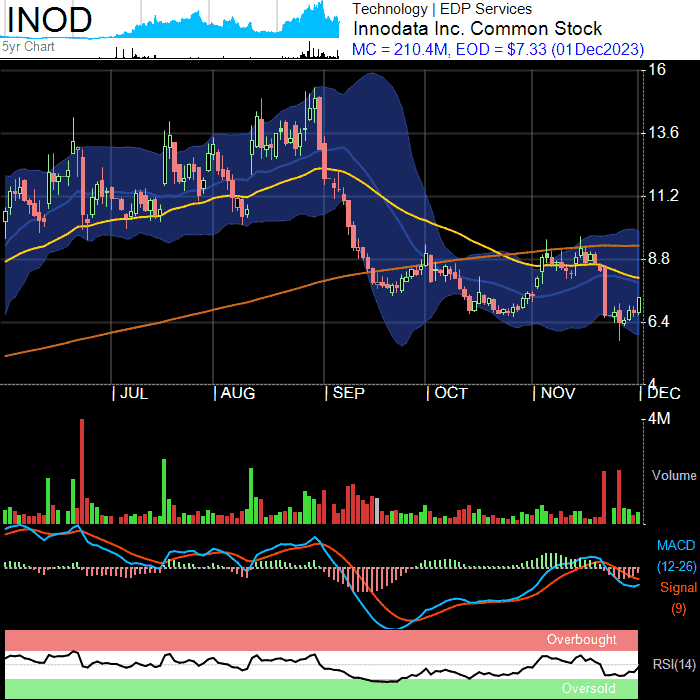 INOD
5yr Chart
Technology | EDP Services
Innodata Inc. Common Stock
MC = 210.4M, EOD = $7.33 (01Dec2023)
16
13.6
11.2
8.8
6.4
4
JUL
AUG
SEP
OCT
NOV
DEC
4M
Volume
MACD
(12-26)
Signal
(9)
Overbought
RSI(14)
Oversold